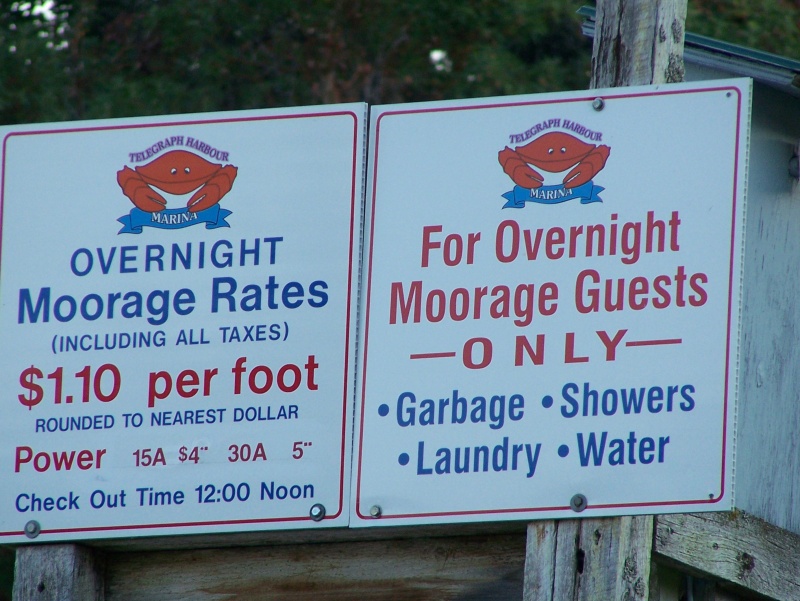 TELEGRAPH HARBOUR
MARINA
OVERNIGHT
Moorage Rates
(INCLUDING ALL TAXES)
$1.10 per foot
ROUNDED TO NEAREST DOLLAR
Power 15A $4-- 30A 5--
Check Out Time 12:00 Noon
TELEGRAPH HARBOUR
MARINA
For Overnight
Moorage Guests
—ONLY—
• Garbage • Showers
• Laundry • Water